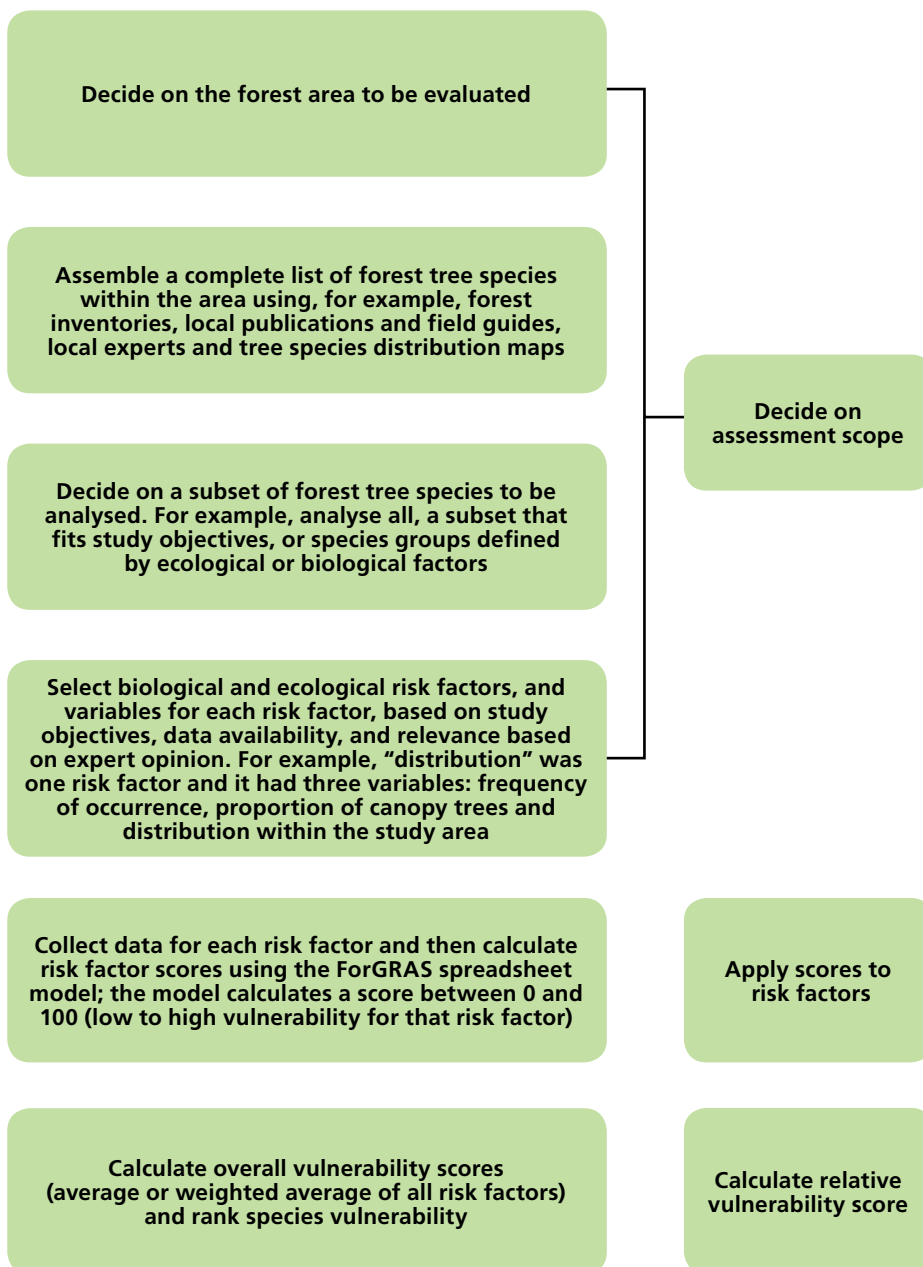 Decide on the forest area to be evaluated
Assemble a complete list of forest tree species
within the area using, for example, forest
inventories, local publications and field guides,
local experts and tree species distribution maps
Decide on a subset of forest tree species to be
analysed. For example, analyse all, a subset that
fits study objectives, or species groups defined
by ecological or biological factors
Select biological and ecological risk factors, and
variables for each risk factor, based on study
objectives, data availability, and relevance based
on expert opinion. For example, “distribution” was
one risk factor and it had three variables: frequency
of occurrence, proportion of canopy trees and
distribution within the study area
Decide on
assessment scope
Collect data for each risk factor and then calculate
risk factor scores using the ForGRAS spreadsheet
model; the model calculates a score between 0 and
100 (low to high vulnerability for that risk factor)
Apply scores to
risk factors
Calculate overall vulnerability scores
(average or weighted average of all risk factors)
and rank species vulnerability
Calculate relative
vulnerability score